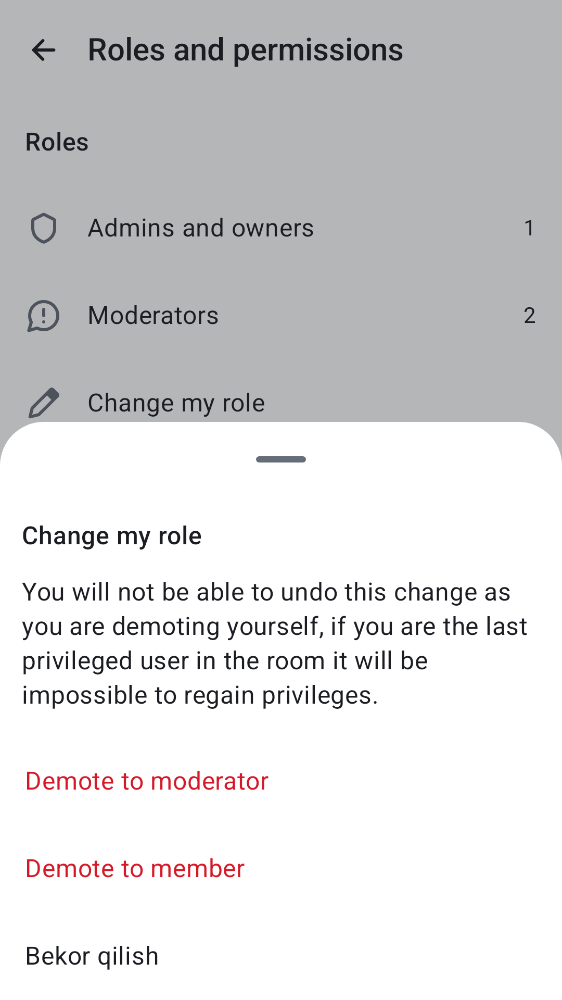 Roles and permissions
Roles
Admins and owners 1
Moderators 2
Change my role
Change my role
You will not be able to undo this change as
you are demoting yourself, if you are the last
privileged user in the room it will be
impossible to regain privileges.
Demote to moderator
Demote to member
Bekor qilish